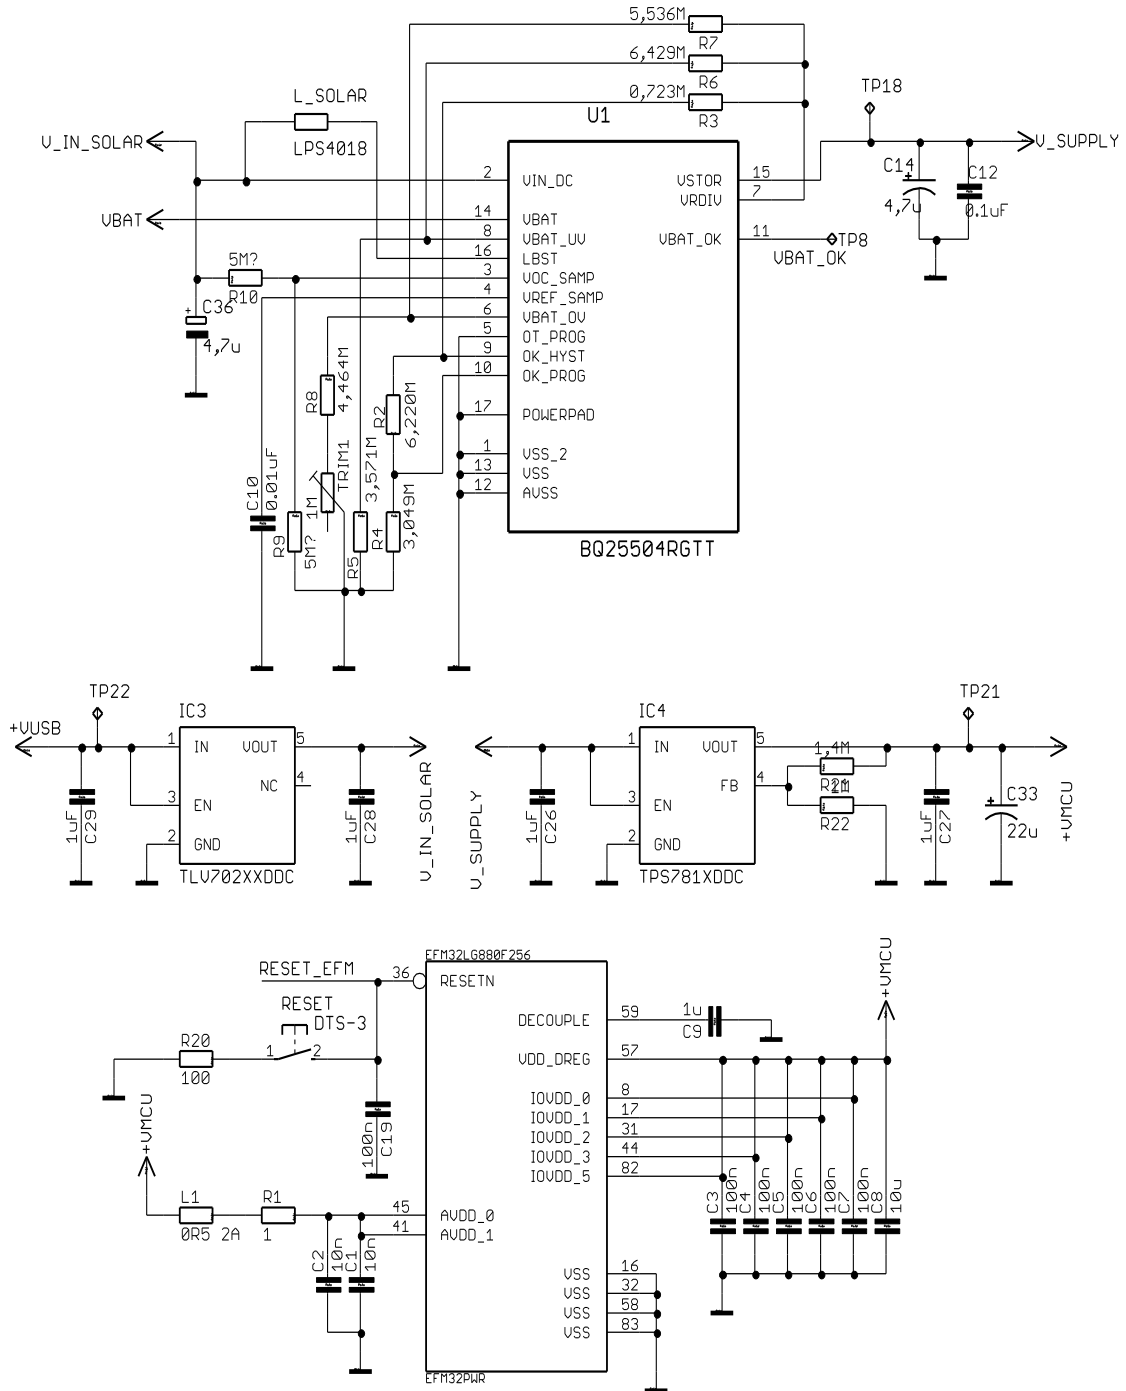 5,536M
R7
6,429M
R6
0,723M
R3
L_SOLAR
LPS4018
U1
TP18
V_IN_SOLAR
V_SUPPLY
C14
4,7u
C12
0.1uF
2 VIN_DC
VSTOR 15
VRDIV 7
VBAT
14 VBAT
8 VBAT_UV
VBAT_OK 11
TP8
VBAT_OK
16 LBST
3 VOC_SAMP
4 VREF_SAMP
6 VBAT_OV
5 OT_PROG
9 OK_HYST
10 OK_PROG
17 POWERPAD
1 VSS_2
13 VSS
12 AVSS
BQ25504RGTT
5M?
R10
C36
4,7u
R8
4,464M
R2
6,220M
TRIM1
1M
3,571M
R5
R4
3,049M
C10
0.01uF
R9
5M?
TP22
+VUSB
IC3
1 IN
VOUT 5
NC 4
3 EN
2 GND
TLV702XXDDC
1uF
C29
1uF
C28
V_IN_SOLAR
V_SUPPLY
IC4
1 IN
VOUT 5
FB 4
3 EN
2 GND
TPS781XDDC
1uF
C26
1,4M
R22
1uF
C27
TP21
C33
22u
+VMCU
EFM32LG880F256
RESET_EFM
36 RESETN
RESET
DTS-3
R20
100
1
2
100n
C19
DECOUPLE 59
1u
C9
VDD_DREG 57
IOVDD_0 8
IOVDD_1 17
IOVDD_2 31
IOVDD_3 44
IOVDD_5 82
+VMCU
C3
100n
C4
100n
C5
100n
C6
100n
C7
100n
C8
10u
+VMCU
L1
0R5 2A
R1
1
45 AVDD_0
41 AVDD_1
C2
10n
C1
10n
VSS 16
VSS 32
VSS 58
VSS 83
EFM32PWR